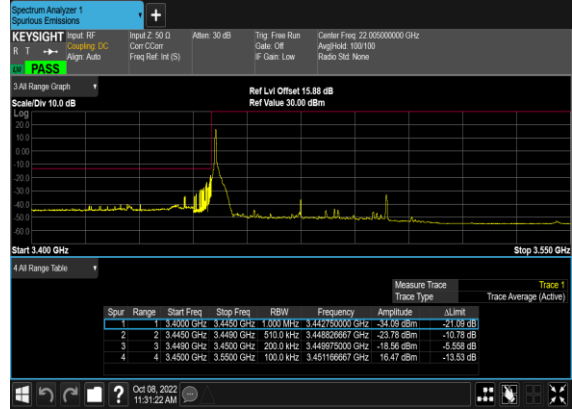 Spectrum Analyzer 1
Spurious Emissions
KEYSIGHT Input: RF Input Z: 50 Ω Atten: 30 dB Trig: Free Run Center Freq: 22.005000000 GHz
R T Coupling: DC Corr CCorr Gate: Off Avg|Hold: 100/100
Align: Auto Freq Ref: Int (S) IF Gain: Low Radio Std: None
PASS
3 All Range Graph
Ref Lvl Offset 15.88 dB
Scale/Div 10.0 dB Ref Value 30.00 dBm
Log
20.0
10.0
0.00
-10.0
-20.0
-30.0
-40.0
-50.0
-60.0
Start 3.400 GHz Stop 3.550 GHz
4 All Range Table
Measure Trace Trace 1
Trace Type Trace Average (Active)
Spur Range Start Freq Stop Freq RBW Frequency Amplitude ΔLimit
1 1 3.4000 GHz 3.4450 GHz 1.000 MHz 3.442750000 GHz -34.09 dBm -21.09 dB
2 2 3.4450 GHz 3.4490 GHz 510.0 kHz 3.448826667 GHz -23.78 dBm -10.78 dB
3 3 3.4490 GHz 3.4500 GHz 200.0 kHz 3.449975000 GHz -18.56 dBm -5.558 dB
4 4 3.4500 GHz 3.5500 GHz 100.0 kHz 3.451166667 GHz 16.47 dBm -13.53 dB
Oct 08, 2022
11:31:22 AM